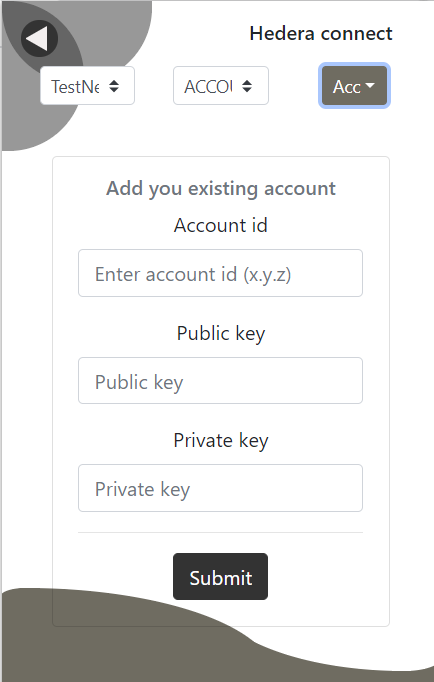 Hedera connect
TestNe
ACCOU
Acc
Add you existing account
Account id
Enter account id (x.y.z)
Public key
Public key
Private key
Private key
Submit